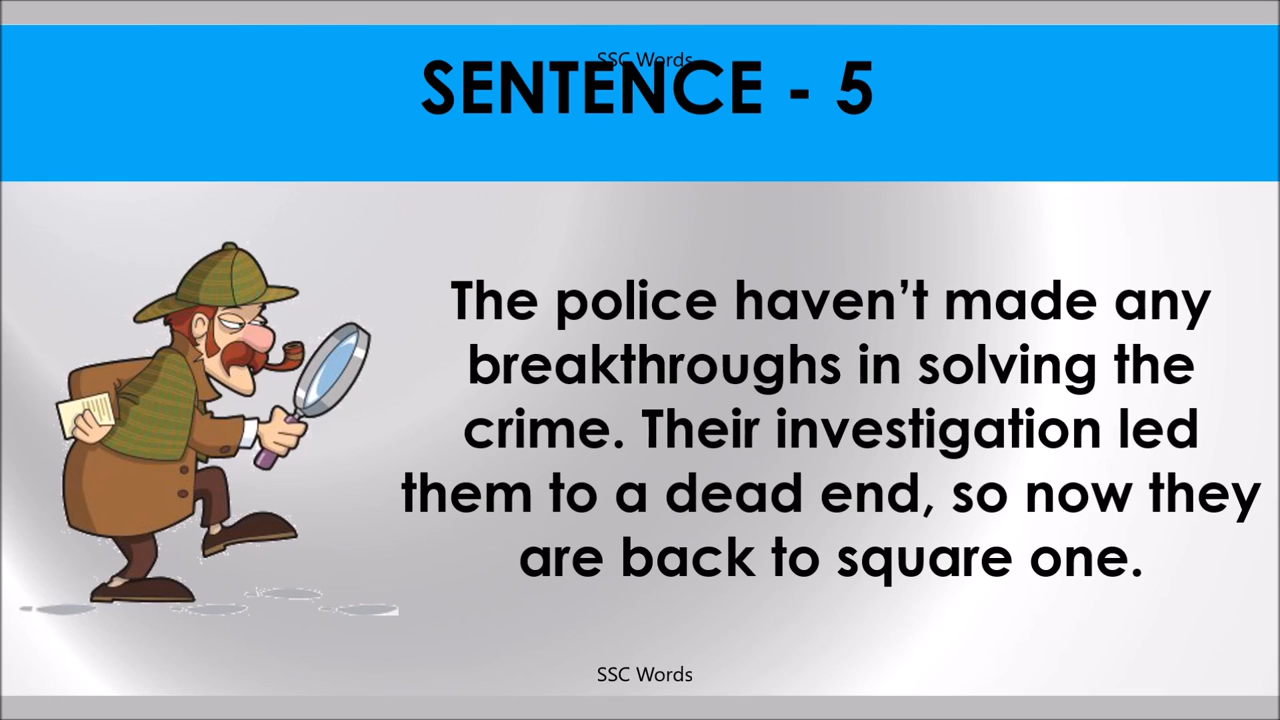 SSC Words
SENTENCE - 5
The police haven’t made any
breakthroughs in solving the
crime. Their investigation led
them to a dead end, so now they
are back to square one.
SSC Words